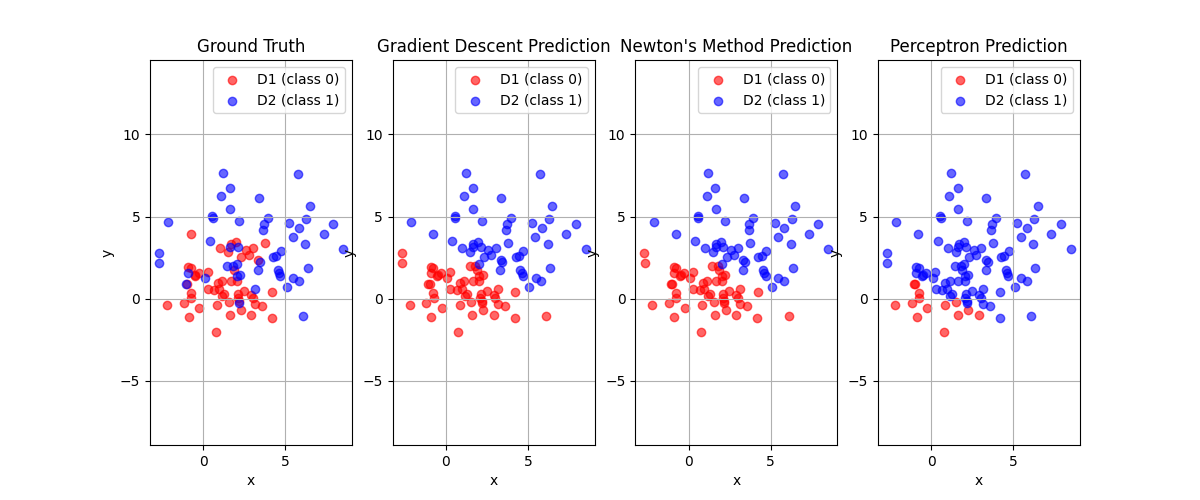 Ground Truth
D1 (class 0)
D2 (class 1)
10
5
0
−5
0
5
x
y
Gradient Descent Prediction
D1 (class 0)
D2 (class 1)
10
5
0
−5
0
5
x
y
Newton's Method Prediction
D1 (class 0)
D2 (class 1)
10
5
0
−5
0
5
x
y
Perceptron Prediction
D1 (class 0)
D2 (class 1)
10
5
0
−5
0
5
x
y